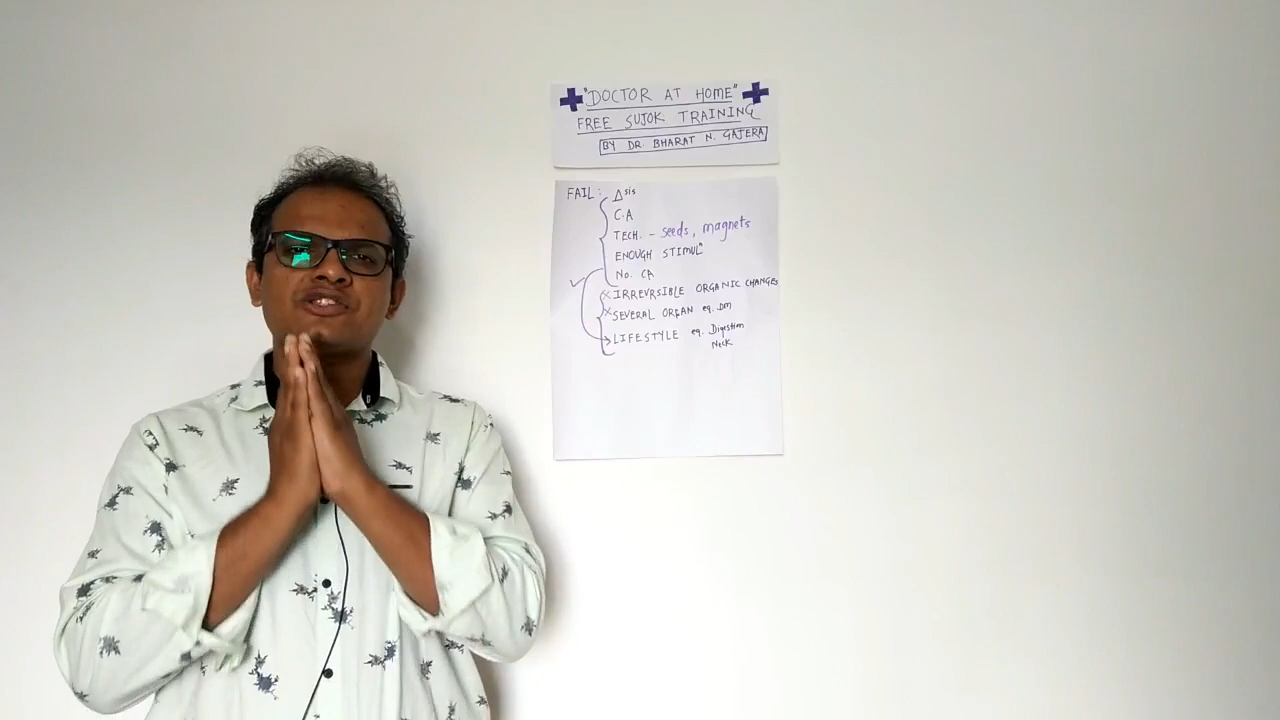 "DOCTOR AT HOME"
FREE SUJOK TRAINING
BY DR. BHARAT N. GAJERA
FAIL: Δsis
C.A
TECH. - seeds, magnets
ENOUGH STIMULn
No. CA
IRREVRSIBLE ORGANIC CHANGES
SEVERAL ORGAN eg. DM
LIFESTYLE eg. Digestion
Neck